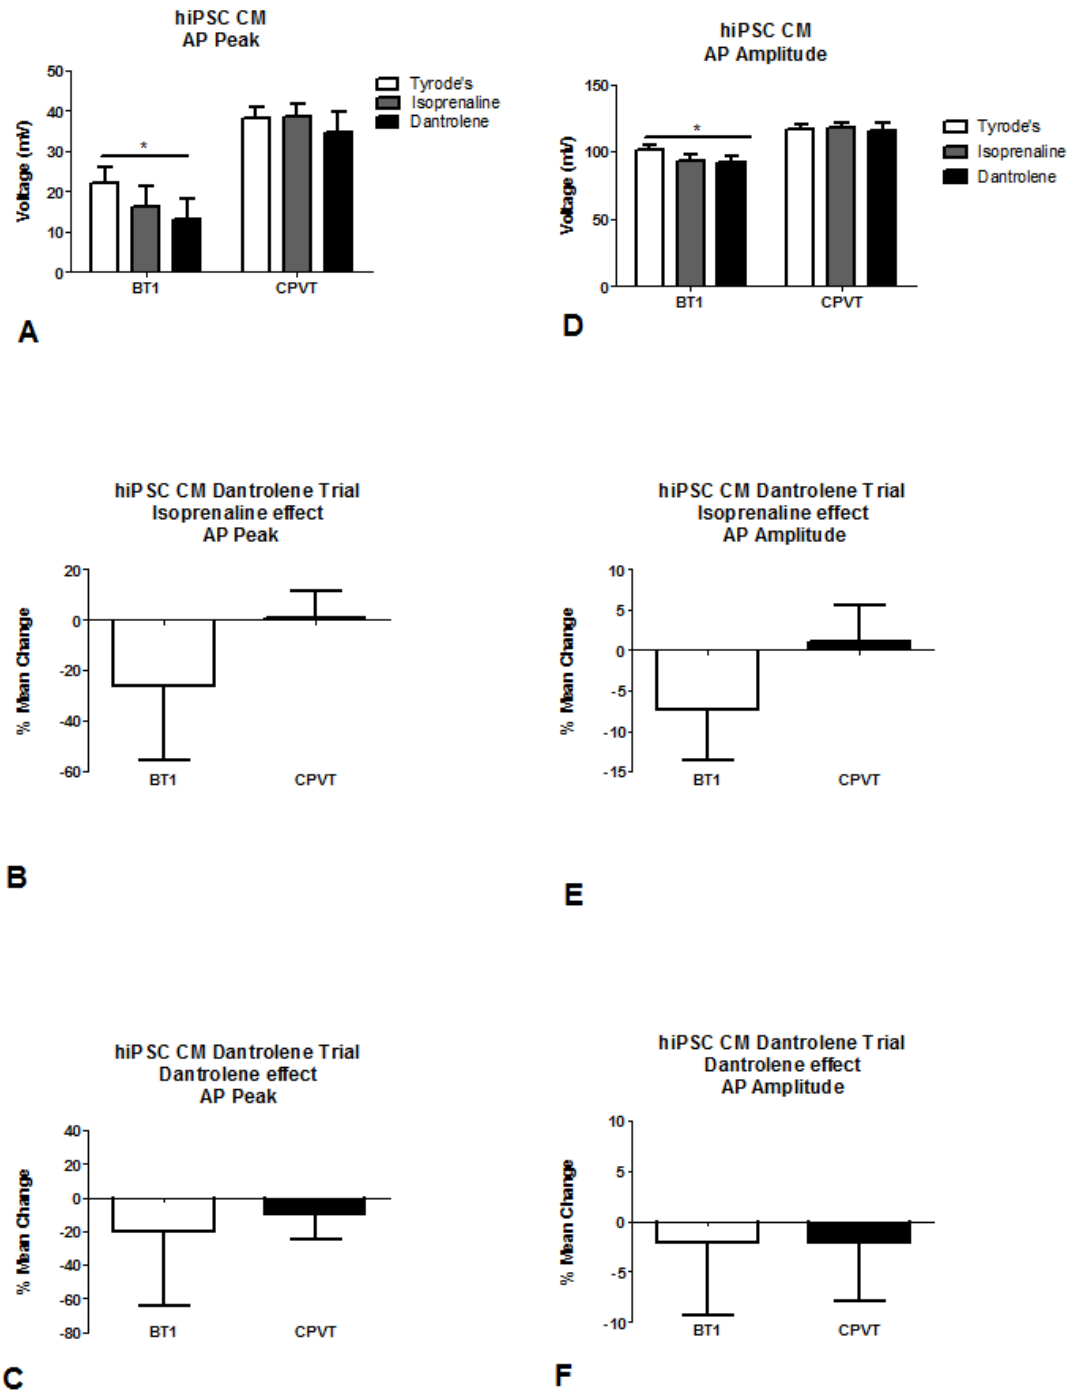 hiPSC CM
AP Peak
50
40
30
20
10
0
Voltage (mV)
*
BT1
CPVT
Tyrode's
Isoprenaline
Dantrolene
A
hiPSC CM
AP Amplitude
150
100
50
0
Voltage (mV)
*
BT1
CPVT
Tyrode's
Isoprenaline
Dantrolene
D
hiPSC CM Dantrolene Trial
Isoprenaline effect
AP Peak
20
0
-20
-40
-60
% Mean Change
BT1
CPVT
B
hiPSC CM Dantrolene Trial
Isoprenaline effect
AP Amplitude
10
5
0
-5
-10
-15
% Mean Change
BT1
CPVT
E
hiPSC CM Dantrolene Trial
Dantrolene effect
AP Peak
40
20
0
-20
-40
-60
-80
% Mean Change
BT1
CPVT
C
hiPSC CM Dantrolene Trial
Dantrolene effect
AP Amplitude
10
5
0
-5
-10
% Mean Change
BT1
CPVT
F